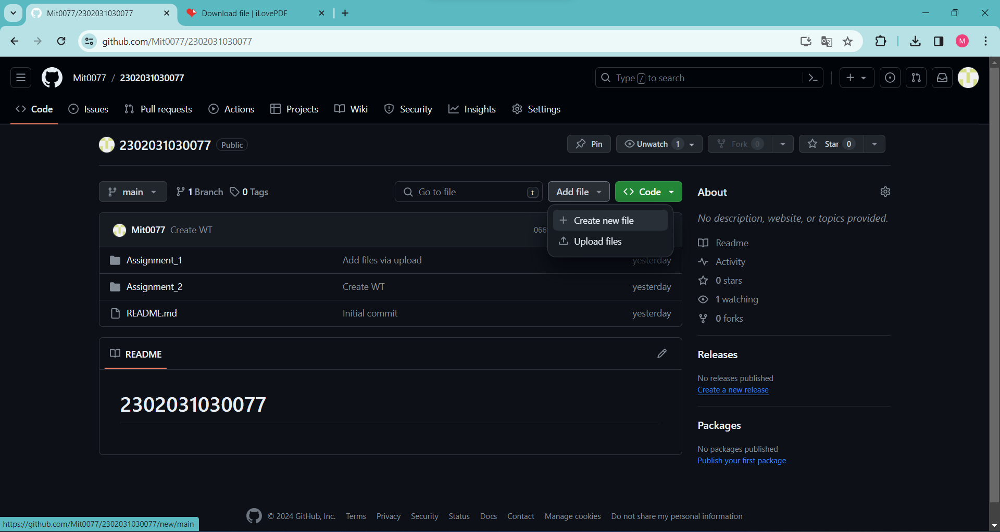 Mit0077/2302031030077
Download file | iLovePDF
github.com/Mit0077/2302031030077
M
Mit0077 / 2302031030077
Type / to search
Code
Issues
Pull requests
Actions
Projects
Wiki
Security
Insights
Settings
2302031030077 Public
Pin
Unwatch 1
Fork 0
Star 0
main
1 Branch
0 Tags
Go to file t
Add file
Code
Create new file
Upload files
Mit0077 Create WT
066
Assignment_1 Add files via upload yesterday
Assignment_2 Create WT yesterday
README.md Initial commit yesterday
README
2302031030077
About
No description, website, or topics provided.
Readme
Activity
0 stars
1 watching
0 forks
Releases
No releases published
Create a new release
Packages
No packages published
Publish your first package
© 2024 GitHub, Inc. Terms Privacy Security Status Docs Contact Manage cookies Do not share my personal information
https://github.com/Mit0077/2302031030077/new/main